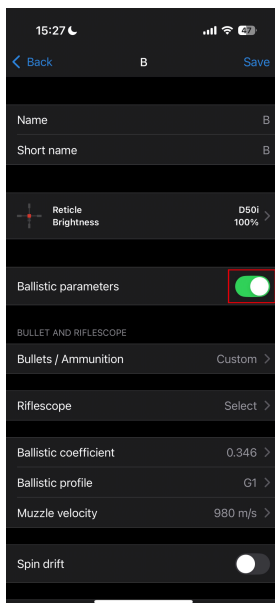 15:27 47
Back B Save
Name B
Short name B
Reticle D50i
Brightness 100%
Ballistic parameters
BULLET AND RIFLESCOPE
Bullets / Ammunition Custom
Riflescope Select
Ballistic coefficient 0.346
Ballistic profile G1
Muzzle velocity 980 m/s
Spin drift